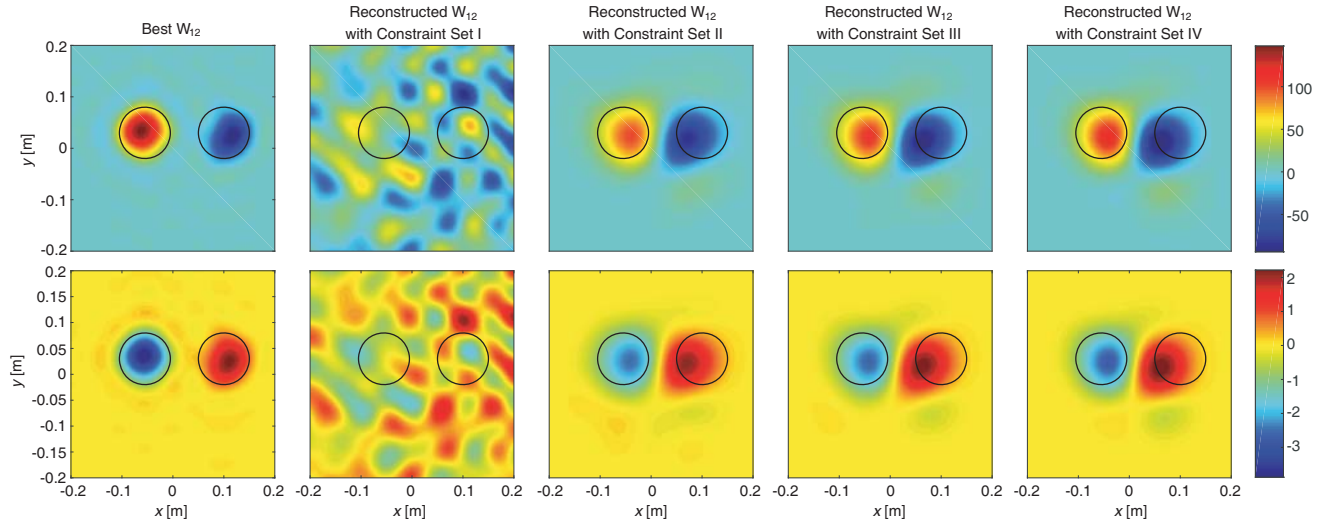 Best W₁₂
Reconstructed W₁₂
with Constraint Set I
Reconstructed W₁₂
with Constraint Set II
Reconstructed W₁₂
with Constraint Set III
Reconstructed W₁₂
with Constraint Set IV
0.2
0.1
0
-0.1
-0.2
y [m]
100
50
0
-50
0.2
0.15
0.1
0.05
0
-0.05
-0.1
-0.15
-0.2
y [m]
2
1
0
-1
-2
-3
-0.2 -0.1 0 0.1 0.2
-0.1 0 0.1 0.2
-0.2 -0.1 0 0.1 0.2
-0.2 -0.1 0 0.1
-0.2 -0.1 0 0.1 0.2
x [m]
x [m]
x [m]
x [m]
x [m]